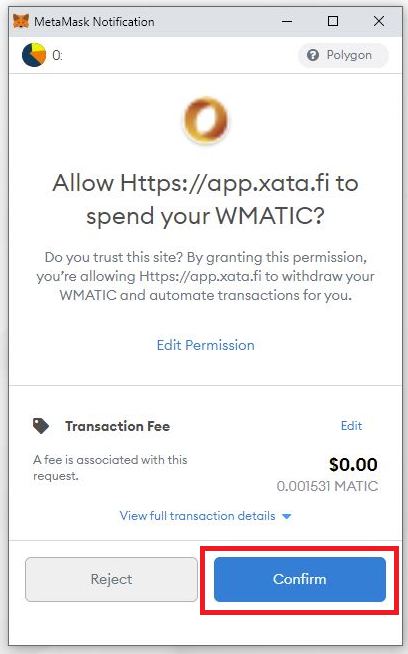 MetaMask Notification
0:
Polygon
Allow Https://app.xata.fi to
spend your WMATIC?
Do you trust this site? By granting this permission,
you're allowing Https://app.xata.fi to withdraw your
WMATIC and automate transactions for you.
Edit Permission
Transaction Fee
Edit
A fee is associated with this
request.
$0.00
0.001531 MATIC
View full transaction details
Reject
Confirm